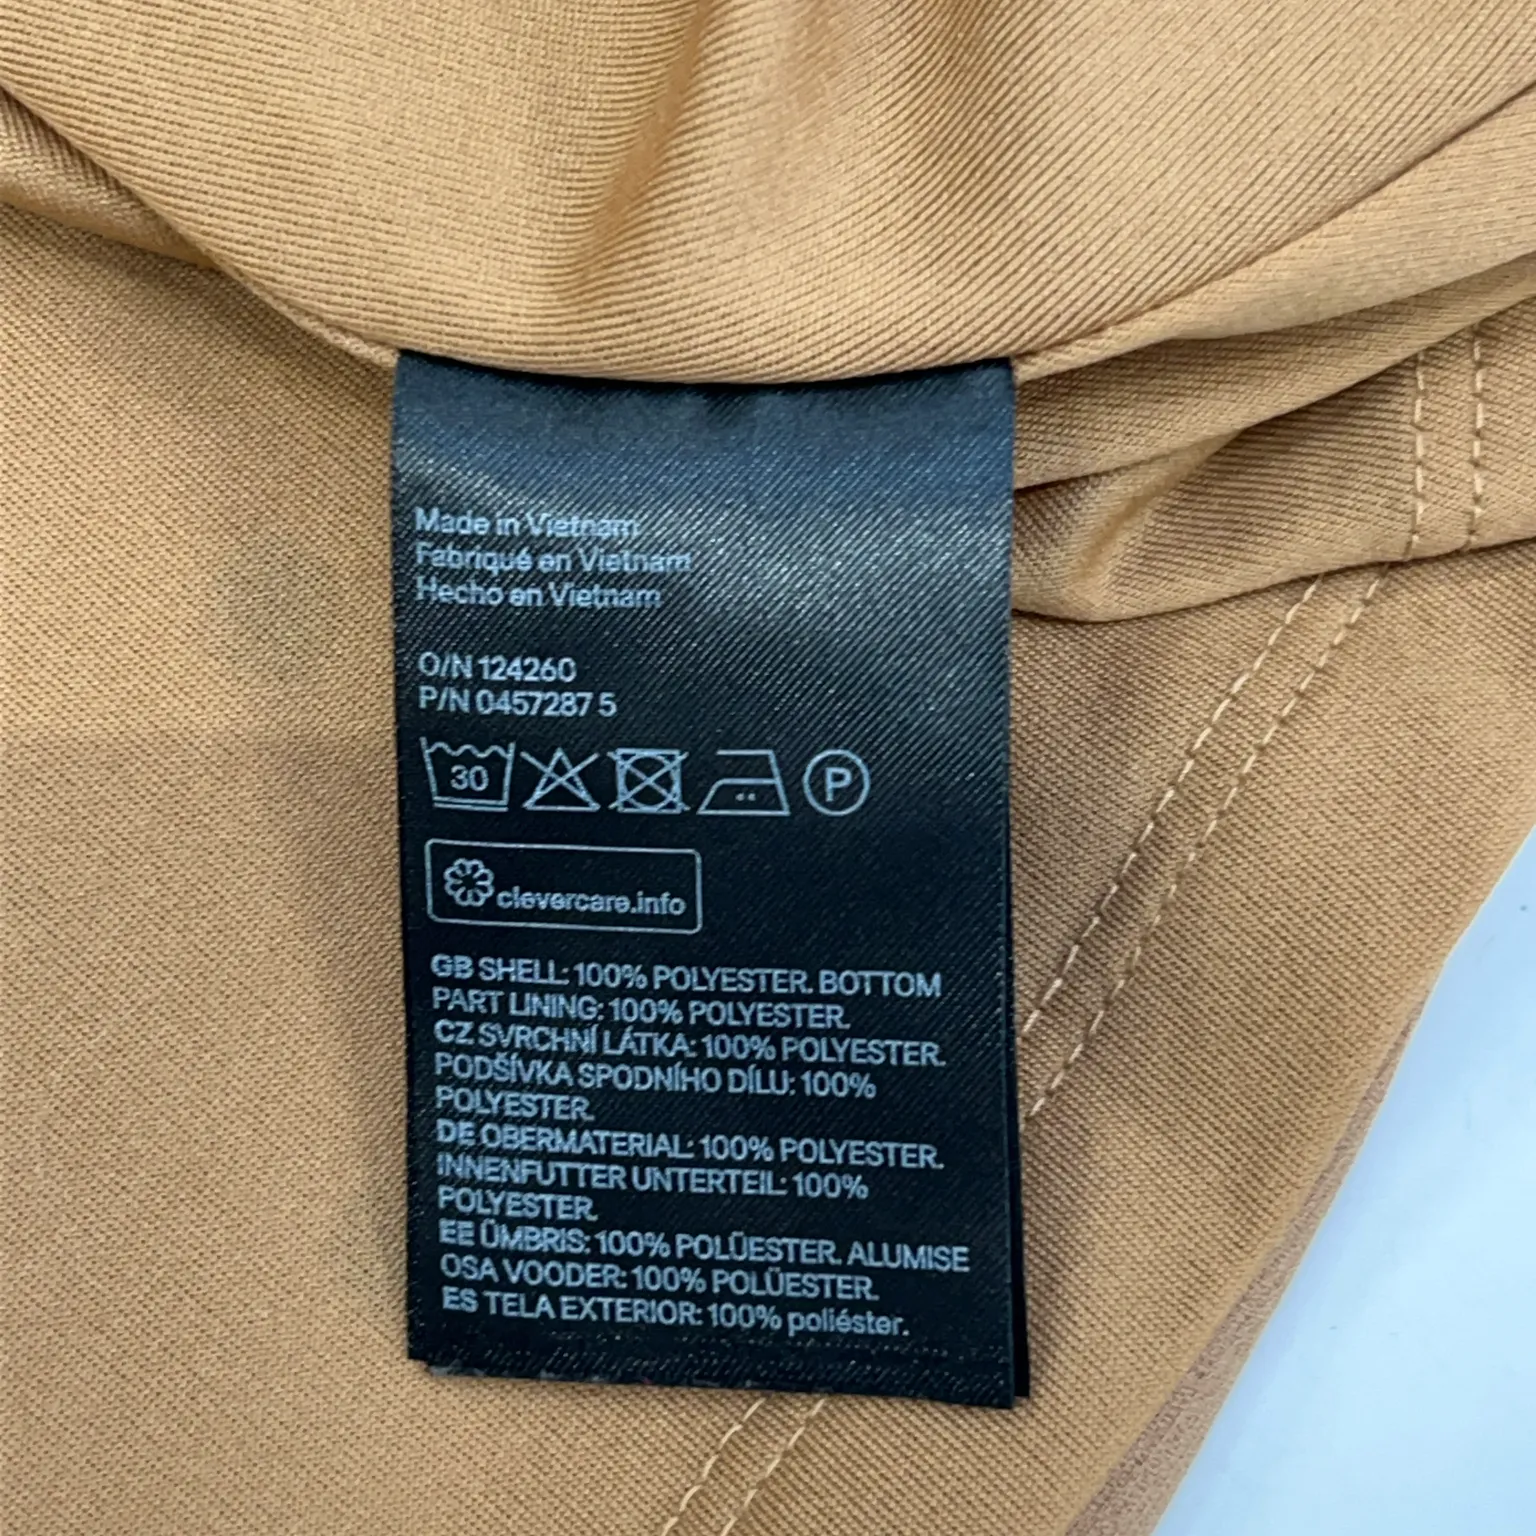 Made in Vietnam
Fabriqué en Vietnam
Hecho en Vietnam
O/N 124260
P/N 0457287 5
30
P
clevercare.info
GB SHELL: 100% POLYESTER. BOTTOM
PART LINING: 100% POLYESTER.
CZ SVRCHNÍ LÁTKA: 100% POLYESTER.
PODŠÍVKA SPODNÍHO DÍLU: 100%
POLYESTER.
DE OBERMATERIAL: 100% POLYESTER.
INNENFUTTER UNTERTEIL: 100%
POLYESTER.
EE ÜMBRIS: 100% POLÜESTER. ALUMISE
OSA VOODER: 100% POLÜESTER.
ES TELA EXTERIOR: 100% poliéster.